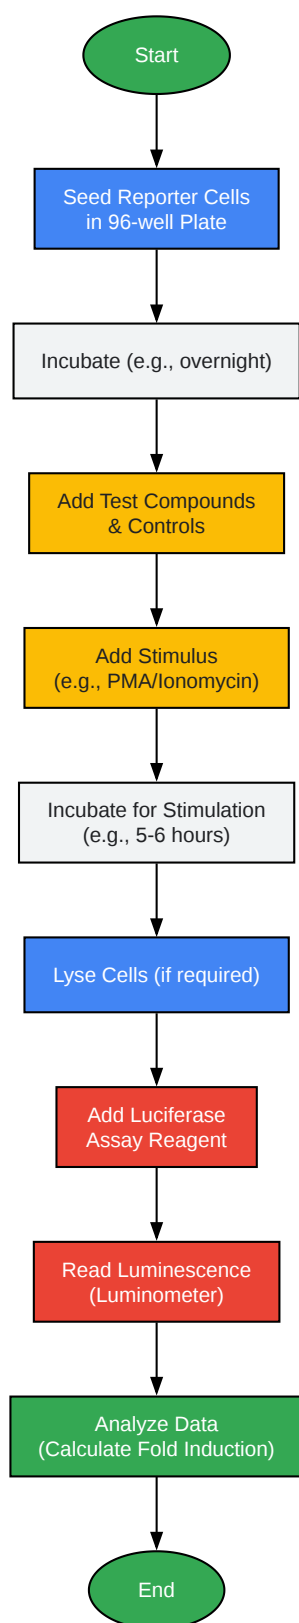 Start
Seed Reporter Cells
in 96-well Plate
Incubate (e.g., overnight)
Add Test Compounds
& Controls
Add Stimulus
(e.g., PMA/Ionomycin)
Incubate for Stimulation
(e.g., 5-6 hours)
Lyse Cells (if required)
Add Luciferase
Assay Reagent
Read Luminescence
(Luminometer)
Analyze Data
(Calculate Fold Induction)
End